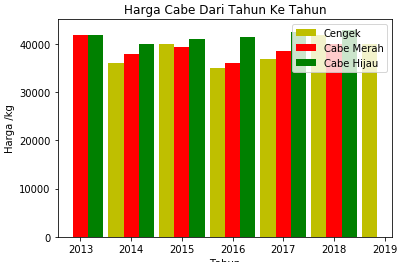 Harga Cabe Dari Tahun Ke Tahun
Cengek
Cabe Merah
Cabe Hijau
Harga /kg
40000
30000
20000
10000
0
2013 2014 2015 2016 2017 2018 2019
Tahun